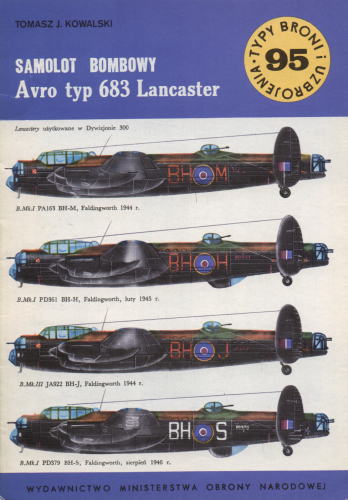 TOMASZ J. KOWALSKI
TYPY BRONI i UZBROJENIA
95
SAMOLOT BOMBOWY
Avro typ 683 Lancaster
Lancastery użytkowane w Dywizjonie 300
BH M
B.Mk.I PA163 BH-M, Faldingworth 1944 r.
BH H
B.Mk.I PD361 BH-H, Faldingworth, luty 1945 r.
BH J
B.Mk.III JA922 BH-J, Faldingworth 1944 r.
BH S
B.Mk.I PD379 BH-S, Faldingworth, sierpień 1946 r.
WYDAWNICTWO MINISTERSTWA OBRONY NARODOWEJ